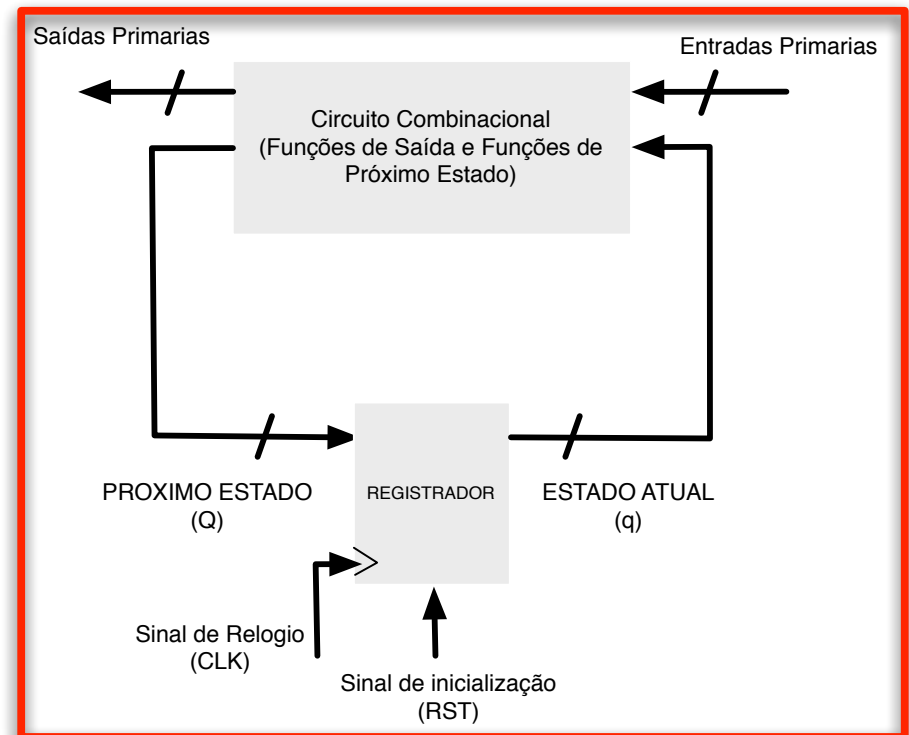 Saídas Primarias
Entradas Primarias
Circuito Combinacional
(Funções de Saída e Funções de
Próximo Estado)
PROXIMO ESTADO
(Q)
REGISTRADOR
ESTADO ATUAL
(q)
Sinal de Relogio
(CLK)
Sinal de inicialização
(RST)